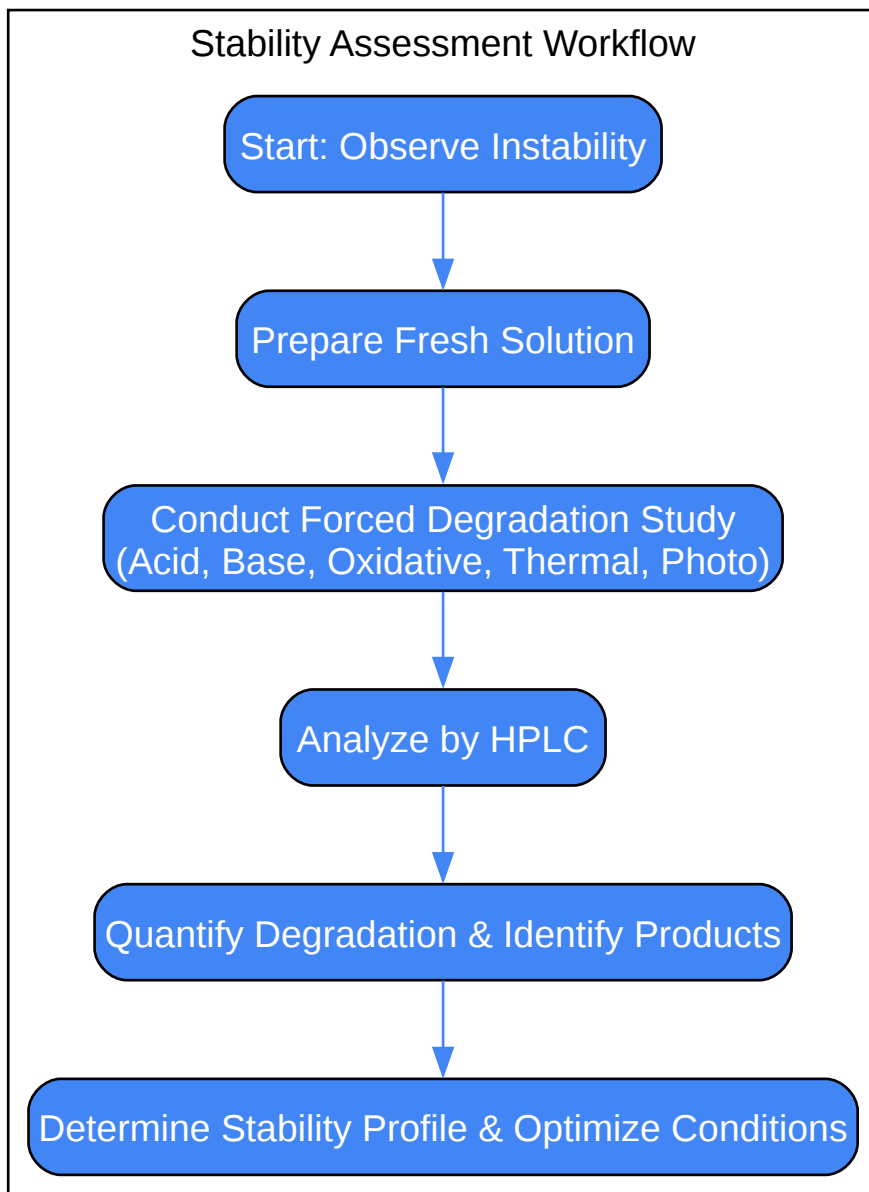 Stability Assessment Workflow
Start: Observe Instability
Prepare Fresh Solution
Conduct Forced Degradation Study
(Acid, Base, Oxidative, Thermal, Photo)
Analyze by HPLC
Quantify Degradation & Identify Products
Determine Stability Profile & Optimize Conditions